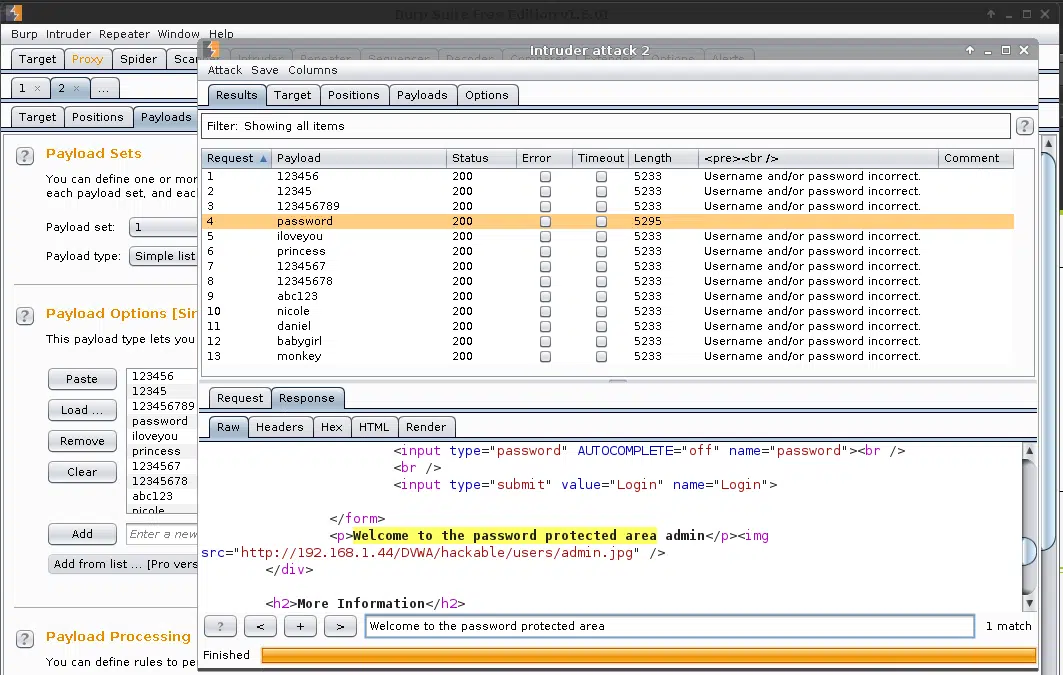 Burp Suite Free Edition v1.6.01
Burp Intruder Repeater Window Help
Intruder attack 2
Target Proxy Spider
Attack Save Columns
1 × 2 × ...
Results Target Positions Payloads Options
Target Positions Payloads
Filter: Showing all items
?
? Payload Sets
You can define one or
each payload set, and
Payload set: 1
Payload type: Simple list
Request Payload Status Error Timeout Length <pre><br /> Comment
1 123456 200 5233 Username and/or password incorrect.
2 12345 200 5233 Username and/or password incorrect.
3 123456789 200 5233 Username and/or password incorrect.
4 password 200 5295
5 iloveyou 200 5233 Username and/or password incorrect.
6 princess 200 5233 Username and/or password incorrect.
7 1234567 200 5233 Username and/or password incorrect.
8 12345678 200 5233 Username and/or password incorrect.
9 abc123 200 5233 Username and/or password incorrect.
10 nicole 200 5233 Username and/or password incorrect.
11 daniel 200 5233 Username and/or password incorrect.
12 babygirl 200 5233 Username and/or password incorrect.
13 monkey 200 5233 Username and/or password incorrect.
? Payload Options [Sim
This payload type lets you
Paste
Load ...
Remove
Clear
123456
12345
123456789
password
iloveyou
princess
1234567
12345678
abc123
nicole
Add Enter a new
Add from list ... [Pro vers
? Payload Processing
You can define rules to pe
Request Response
Raw Headers Hex HTML Render
<input type="password" AUTOCOMPLETE="off" name="password"><br />
<br />
<input type="submit" value="Login" name="Login">
</form>
<p>Welcome to the password protected area admin</p><img
src="http://192.168.1.44/DVWA/hackable/users/admin.jpg" />
</div>
<h2>More Information</h2>
? < + > Welcome to the password protected area 1 match
Finished